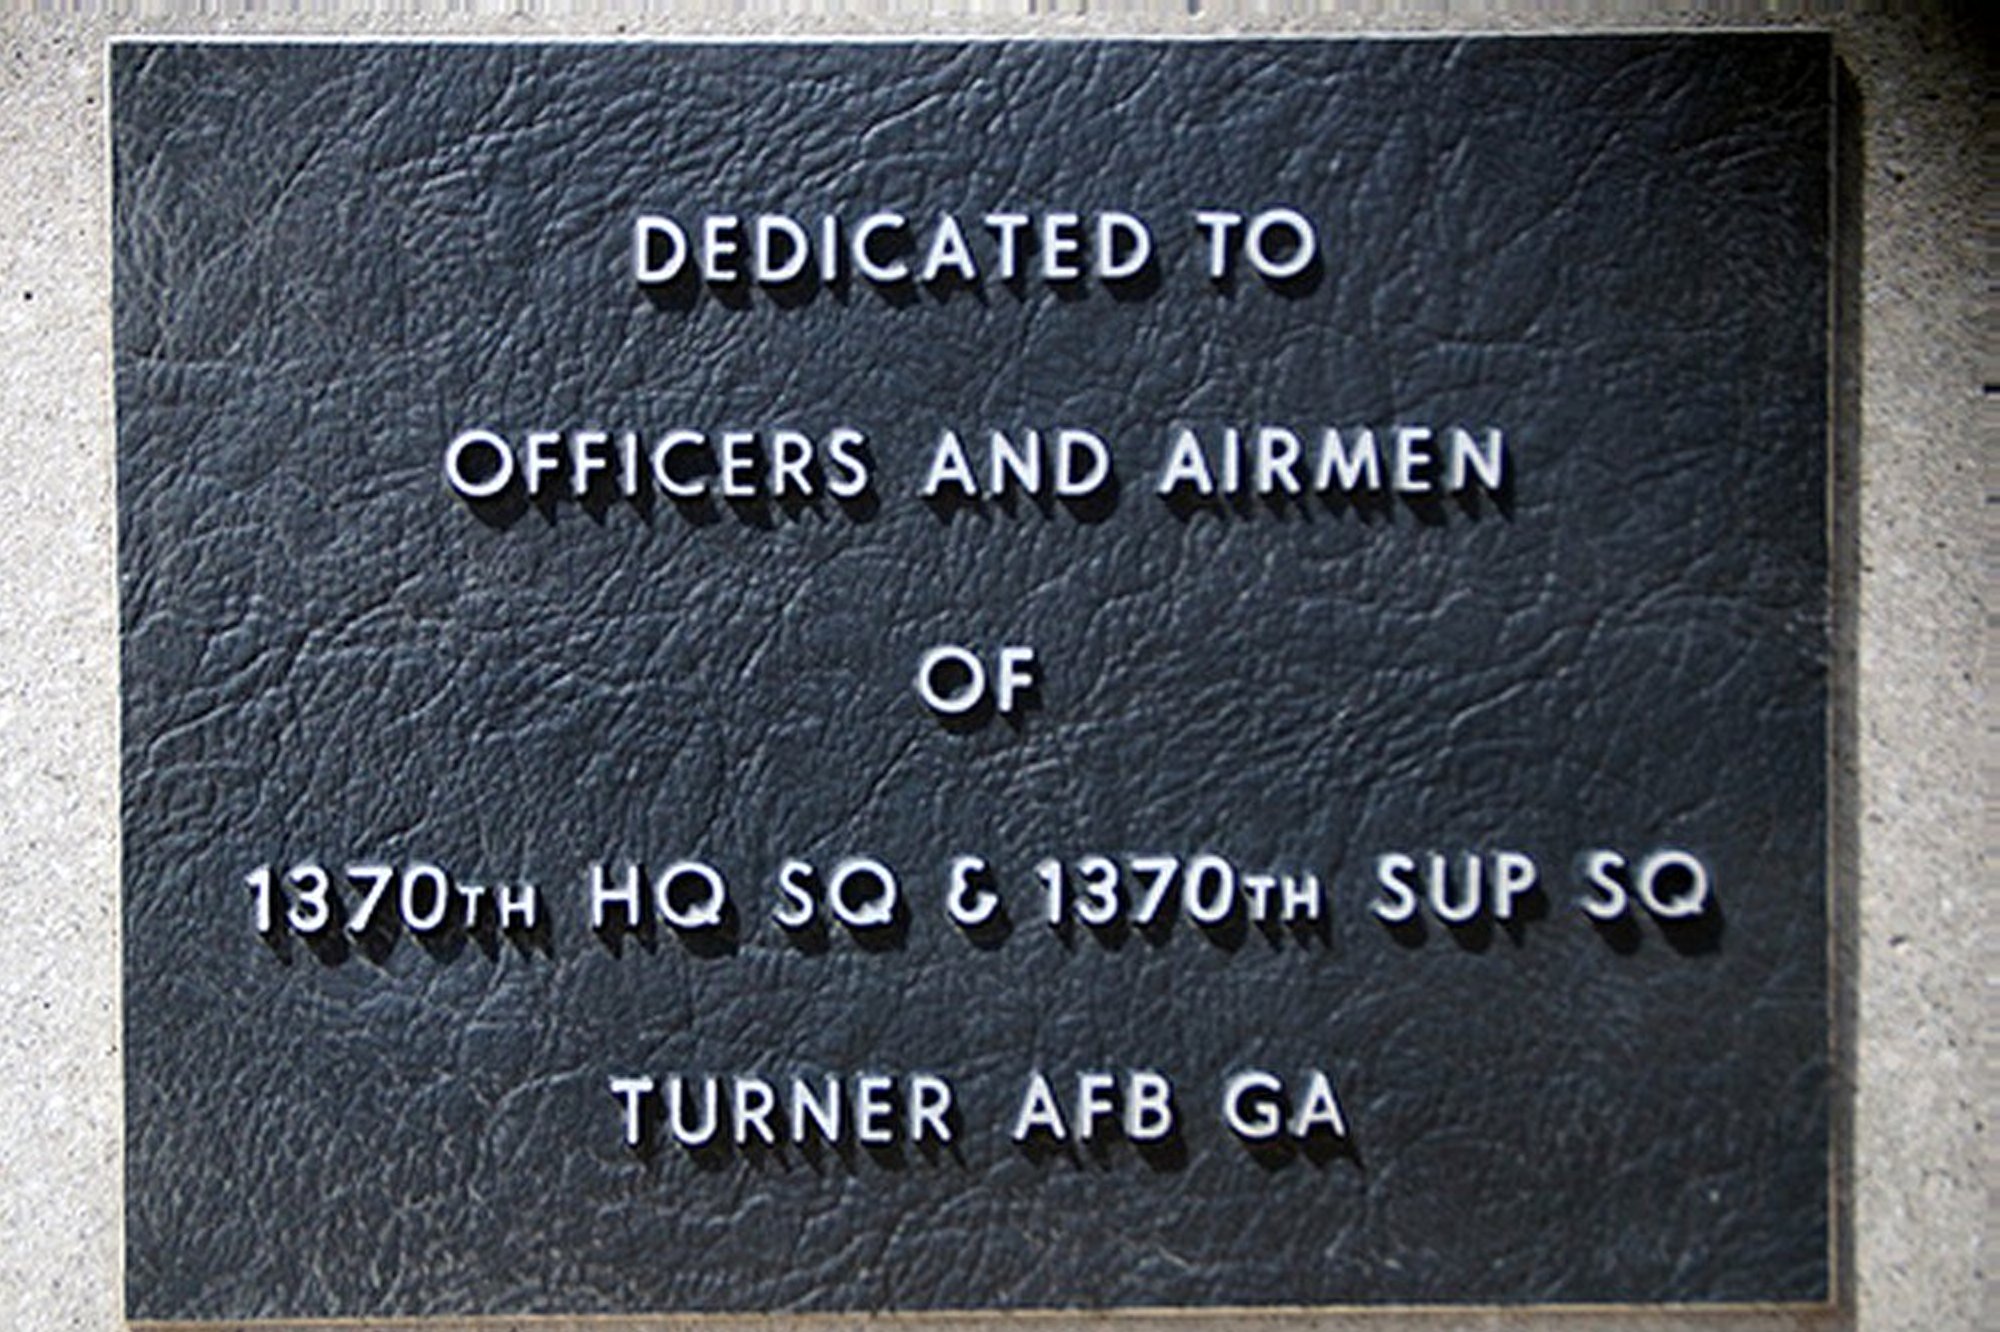 DEDICATED TO
OFFICERS AND AIRMEN
OF
1370TH HQ SQ & 1370TH SUP SQ
TURNER AFB GA